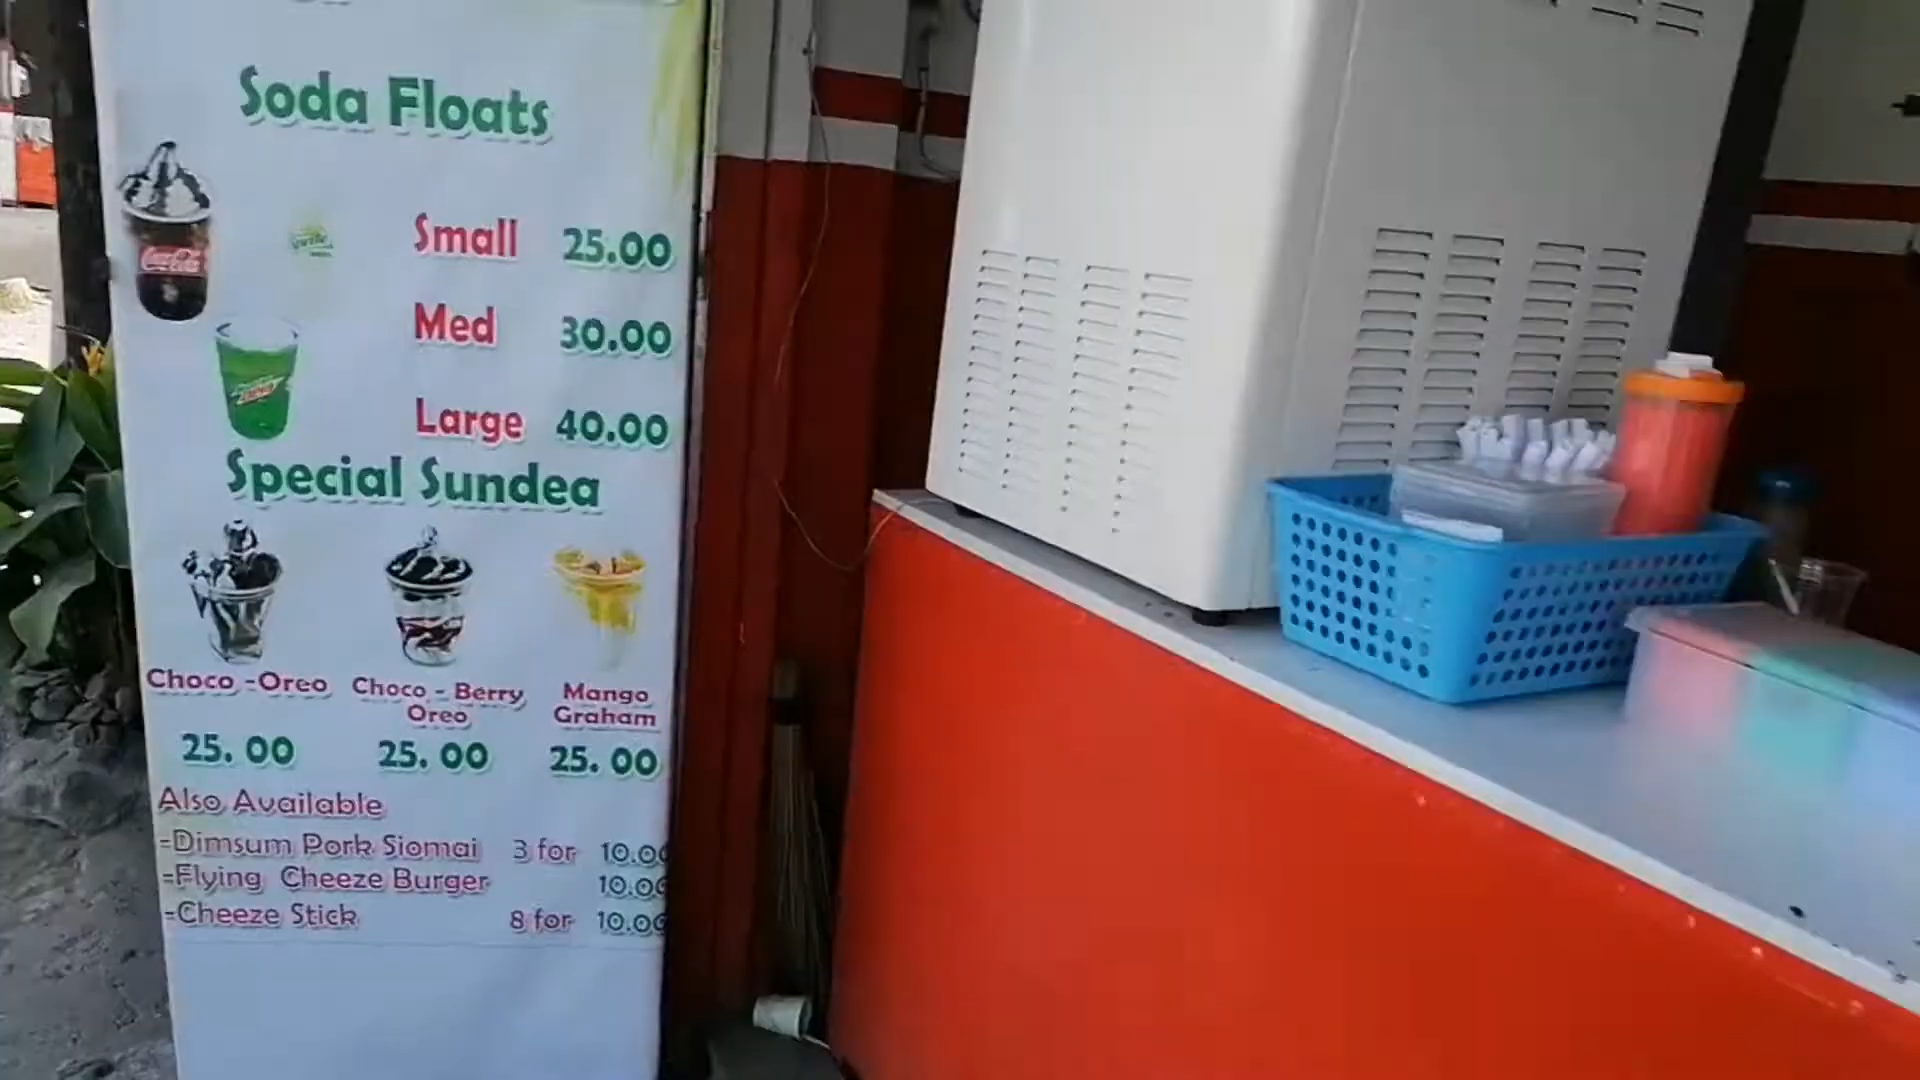 Soda Floats
Small 25.00
Coca-Cola
Med 30.00
Large 40.00
Special Sundea
Choco -Oreo
Choco - Berry
Oreo
Mango
Graham
25. 00 25. 00 25. 00
Also Available
-Dimsum Pork Siomai 3 for 10.00
-Flying Cheeze Burger 10.00
-Cheeze Stick 8 for 10.00